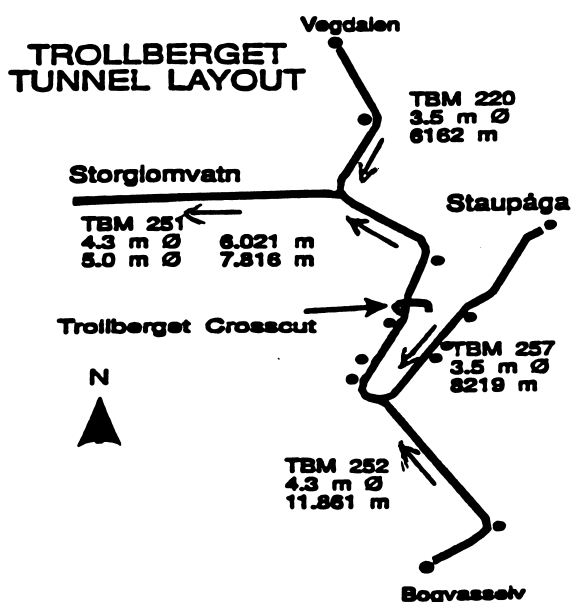 Vegdalen
TROLLBERGET
TUNNEL LAYOUT
TBM 220
3.5 m Ø
6162 m
Storglomvatn
Staupåga
TBM 251
4.3 m Ø 6.021 m
5.0 m Ø 7.816 m
Trollberget Crosscut
TBM 257
3.5 m Ø
8219 m
N
TBM 252
4.3 m Ø
11.861 m
Bogvasselv